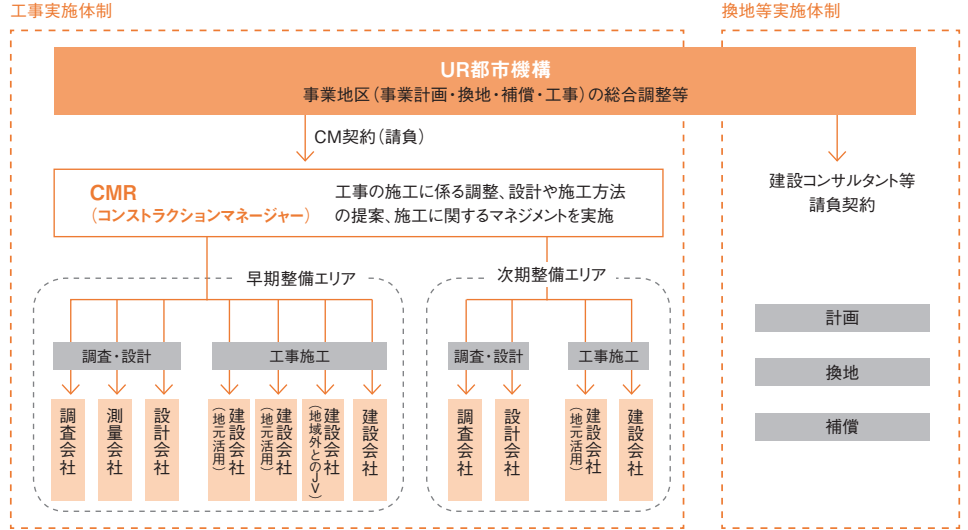 工事実施体制
換地等実施体制
UR都市機構
事業地区（事業計画・換地・補償・工事）の総合調整等
CM契約（請負）
CMR
（コンストラクションマネージャー）
工事の施工に係る調整、設計や施工方法
の提案、施工に関するマネジメントを実施
建設コンサルタント等
請負契約
早期整備エリア
次期整備エリア
調査・設計
工事施工
調査・設計
工事施工
調査会社
測量会社
設計会社
建設会社
（地元活用）
建設会社
（地元活用）
建設会社
（地域外とのJV）
建設会社
調査会社
設計会社
建設会社
（地元活用）
建設会社
計画
換地
補償